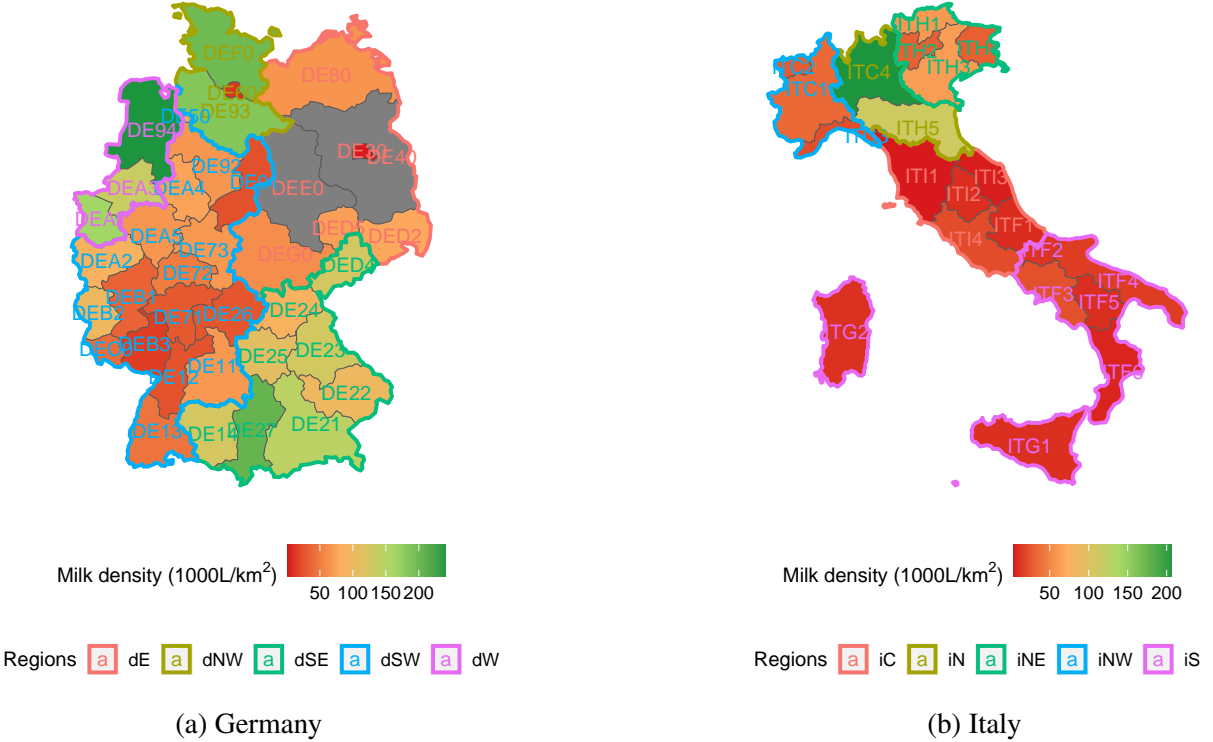 DEF0
DE80
DE93
DE50
DE94
DE30
DE40
DE92
DEE0
DEA3
DEA4
DEA5
DED2
DE73
DEG0
DEA2
DE72
DED4
DEB1
DEB2
DE71
DE26
DE24
DEB3
DE11
DE25
DE23
DE12
DE22
DE13
DE14
DE21
Milk density (1000L/km²)
50 100 150 200
Regions a dE a dNW a dSE a dSW a dW
(a) Germany
ITH1
ITH2
ITC4
ITH3
ITC1
ITH5
ITI1
ITI3
ITI2
ITF1
ITI4
ITF2
ITF4
ITF3
ITF5
ITG2
ITG1
Milk density (1000L/km²)
50 100 150 200
Regions a iC a iN a iNE a iNW a iS
(b) Italy